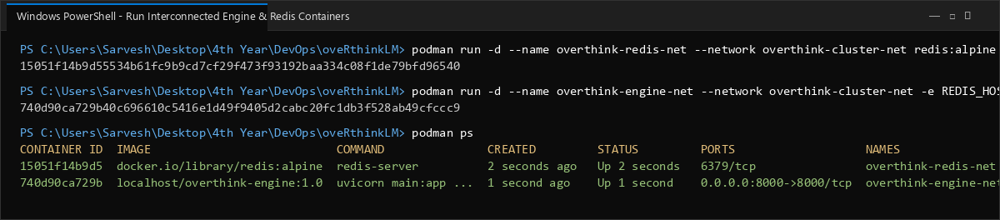 Windows PowerShell - Run Interconnected Engine & Redis Containers
PS C:\Users\Sarvesh\Desktop\4th Year\DevOps\oveRthinkLM> podman run -d --name overthink-redis-net --network overthink-cluster-net redis:alpine
15051f14b9d55534b61fc9b9cd7cf29f473f93192baa334c08f1de79bfd96540
PS C:\Users\Sarvesh\Desktop\4th Year\DevOps\oveRthinkLM> podman run -d --name overthink-engine-net --network overthink-cluster-net -e REDIS_HOS
740d90ca729b40c696610c5416e1d49f9405d2cabc20fc1db3f528ab49cfccc9
PS C:\Users\Sarvesh\Desktop\4th Year\DevOps\oveRthinkLM> podman ps
CONTAINER ID  IMAGE                           COMMAND               CREATED         STATUS         PORTS                   NAMES
15051f14b9d5  docker.io/library/redis:alpine  redis-server          2 seconds ago   Up 2 seconds   6379/tcp                overthink-redis-net
740d90ca729b  localhost/overthink-engine:1.0  uvicorn main:app ...  1 second ago    Up 1 second    0.0.0.0:8000->8000/tcp  overthink-engine-net